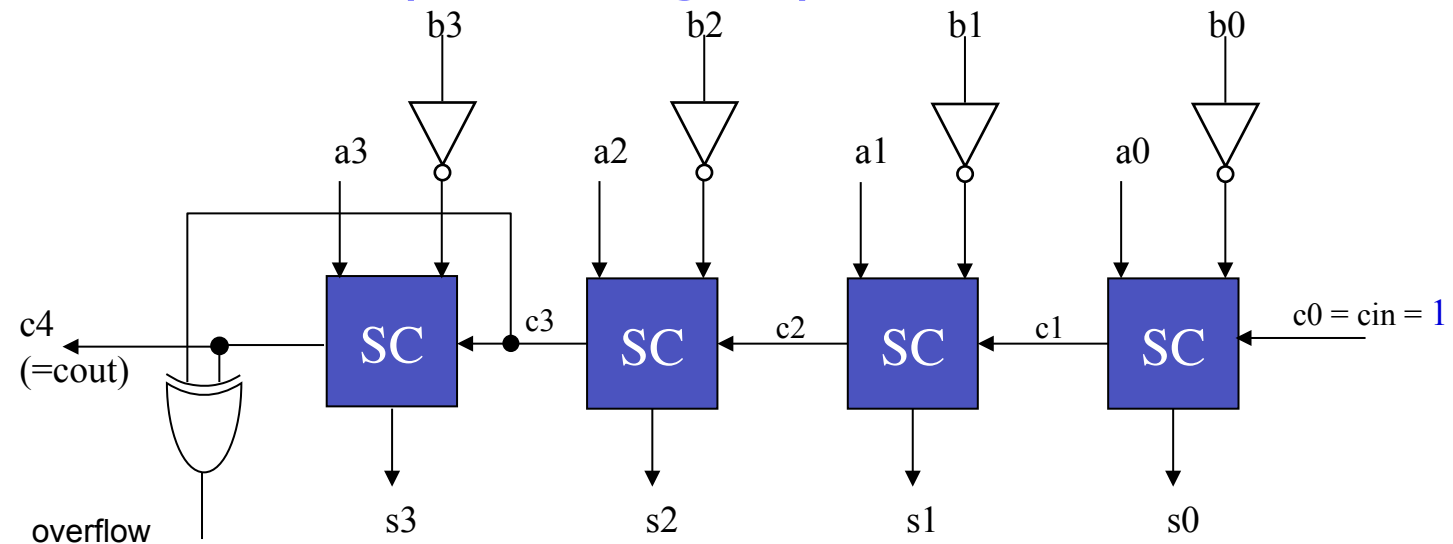 b3 b2 b1 b0
a3 a2 a1 a0
c4 SC c3 SC c2 SC c1 SC c0 = cin = 1
(=cout)
overflow s3 s2 s1 s0